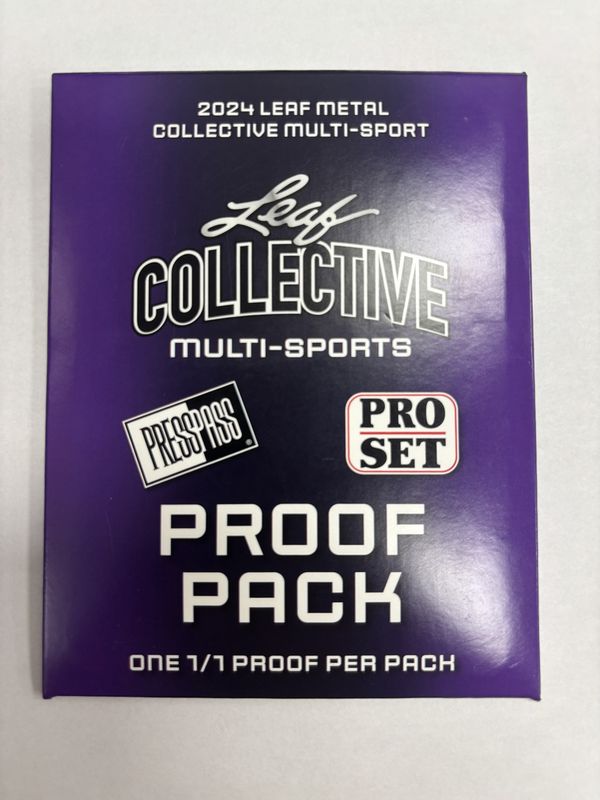 2024 LEAF METAL
COLLECTIVE MULTI-SPORT
Leaf
COLLECTIVE
MULTI-SPORTS
PRESSPASS®
PRO
SET
PROOF
PACK
ONE 1/1 PROOF PER PACK